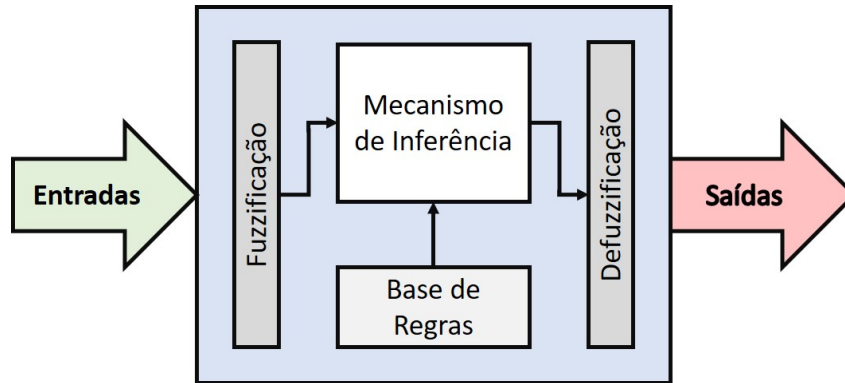 Entradas
Fuzzificação
Mecanismo
de Inferência
Base de
Regras
Defuzzificação
Saídas